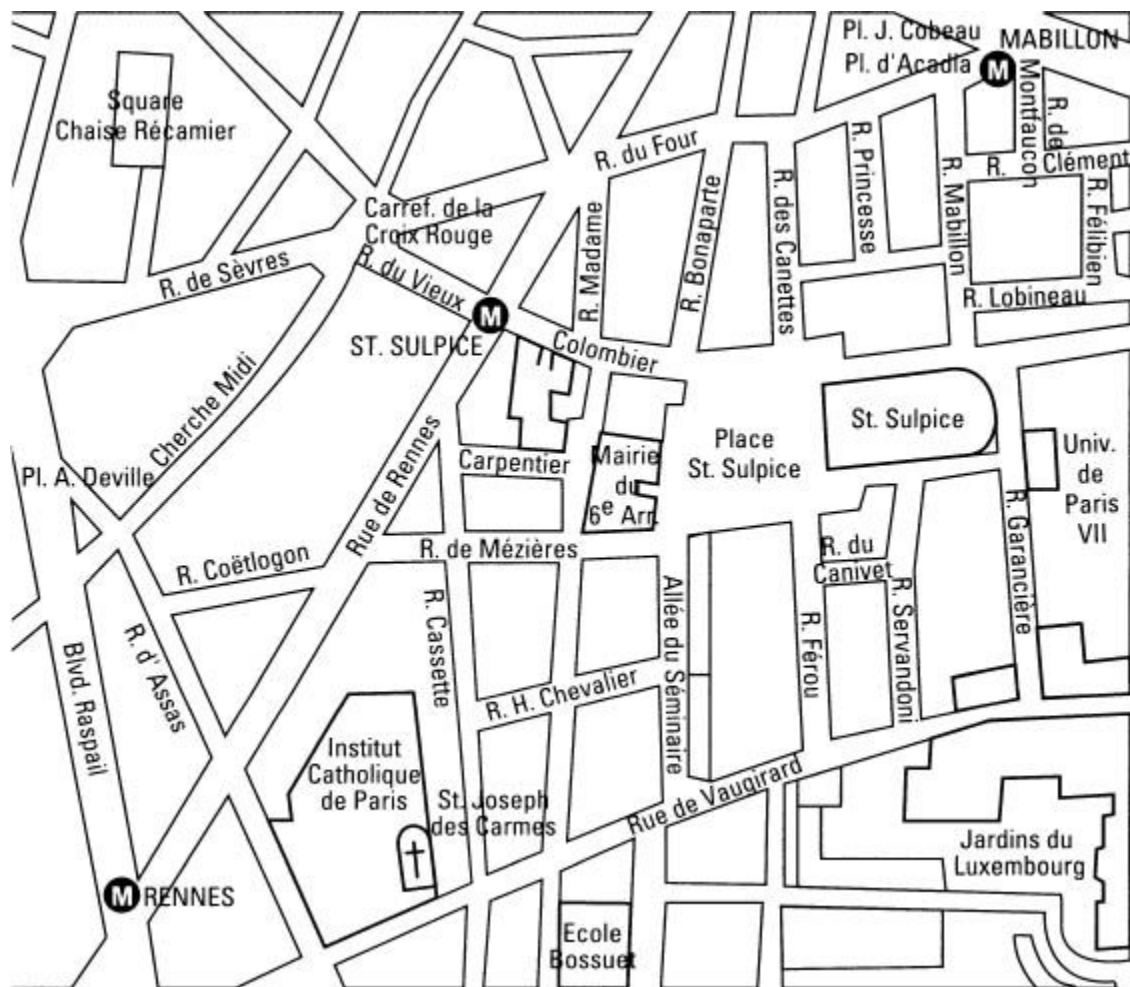 Pl. J. Cobeau
MABILLON
Pl. d'Acadia
M
Square
Chaise Récamier
Montfaucon
R. de
Clément
R.
R. du Four
R. Princesse
R. Mabillon
R. Félibien
R. des Canettes
R. Bonaparte
R. Madame
Carref. de la
Croix Rouge
R. de Sèvres
R. du Vieux
Colombier
M
ST. SULPICE
R. Lobineau
Cherche Midi
St. Sulpice
Place
St. Sulpice
Univ.
de
Paris
VII
Pl. A. Deville
Rue de Rennes
Carpentier
Mairie
du
6e Arr.
R. de Mézières
R. Coëtlogon
R. du
Canivet
R. Garancière
R. Servandoni
R. Férou
Allée du Séminaire
R. Cassette
R. d' Assas
Blvd. Raspail
R. H. Chevalier
Institut
Catholique
de Paris
St. Joseph
des Carmes
Rue de Vaugirard
Jardins du
Luxembourg
M
RENNES
Ecole
Bossuet